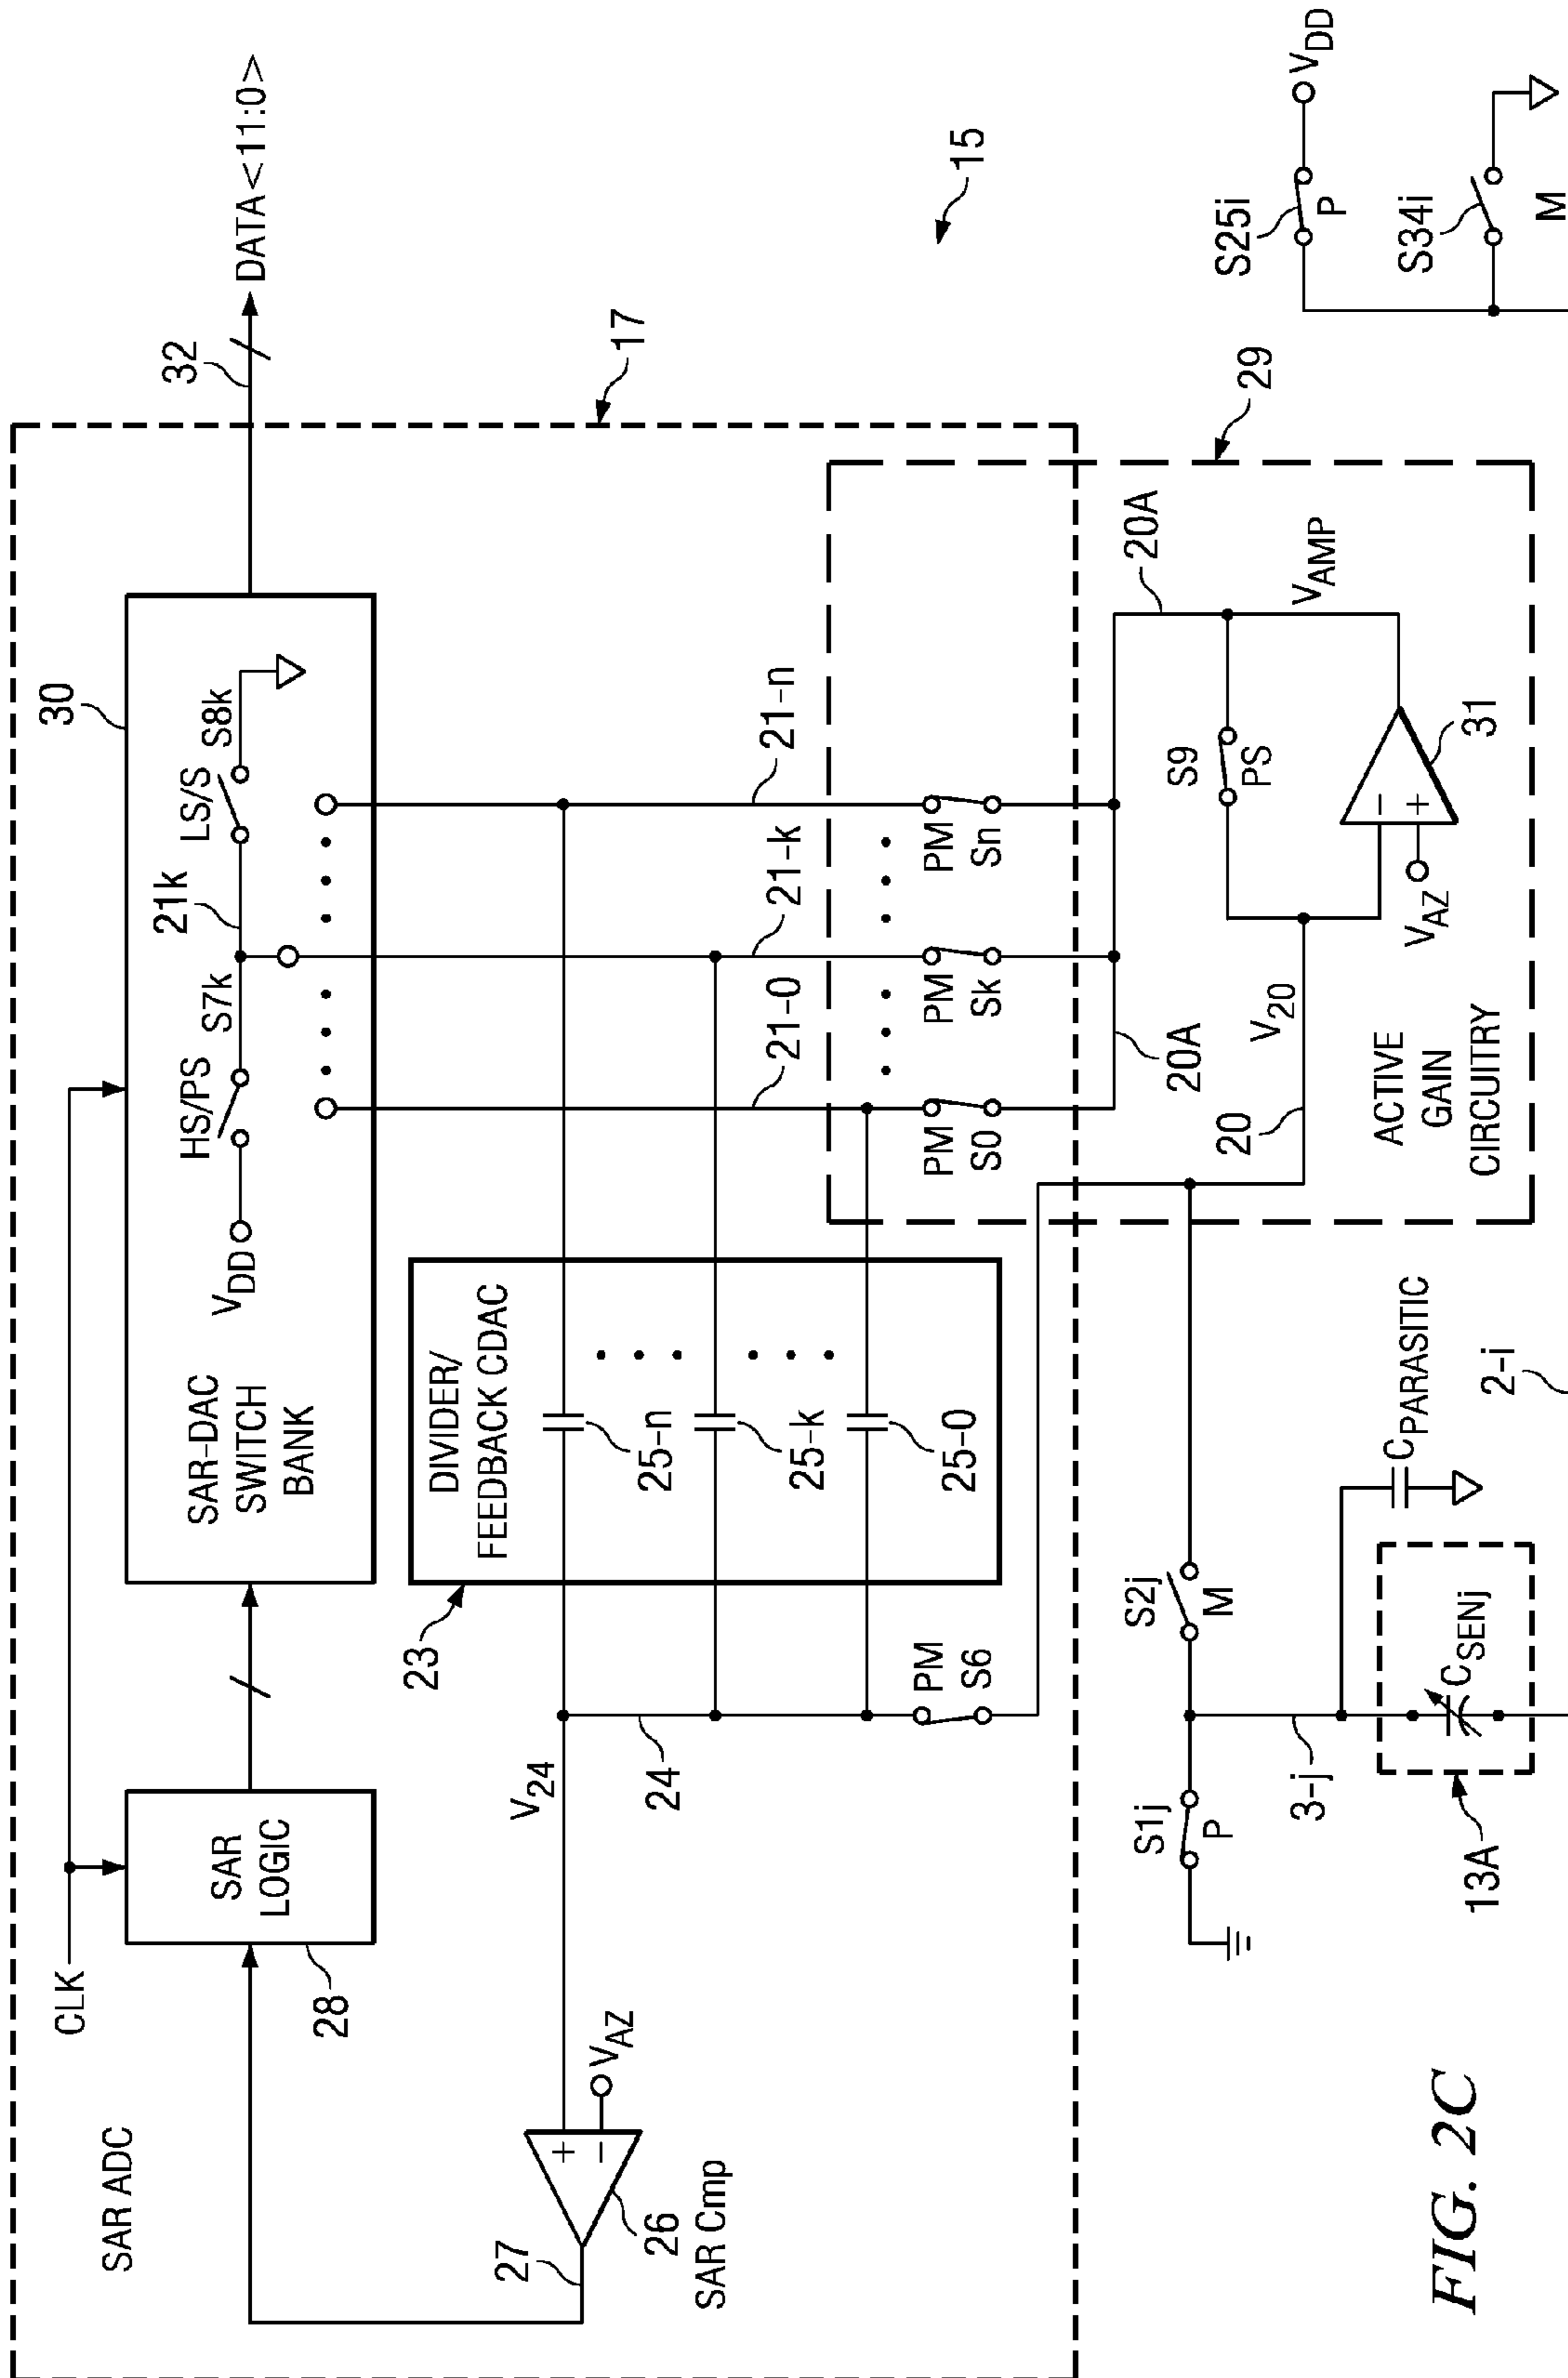 SAR ADC
CLK
28
SAR
LOGIC
30
SAR-DAC
SWITCH
BANK
VDD
HS/PS
S7k
21k
LS/S
S8k
32
DATA<11:0>
17
15
27
26
SAR Cmp
VAZ
V24
24
23
DIVIDER/
FEEDBACK CDAC
25-n
25-k
25-0
21-0
21-k
21-n
PM
S6
PM
S0
PM
Sk
PM
Sn
29
20A
20A
VAMP
S9
PS
31
VAZ
V20
20
ACTIVE
GAIN
CIRCUITRY
S1j
P
S2j
M
3-j
CPARASITIC
CSENj
13A
2-i
S25i
P
VDD
S34i
M
FIG. 2C